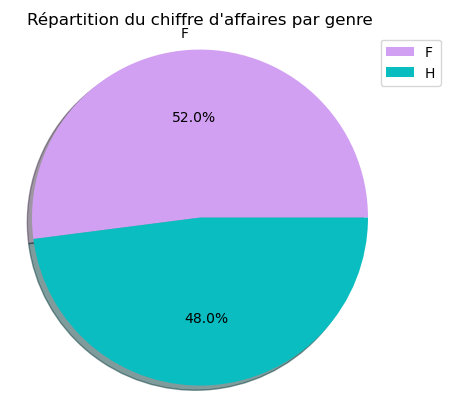 Répartition du chiffre d'affaires par genre
F
F
H
52.0%
48.0%